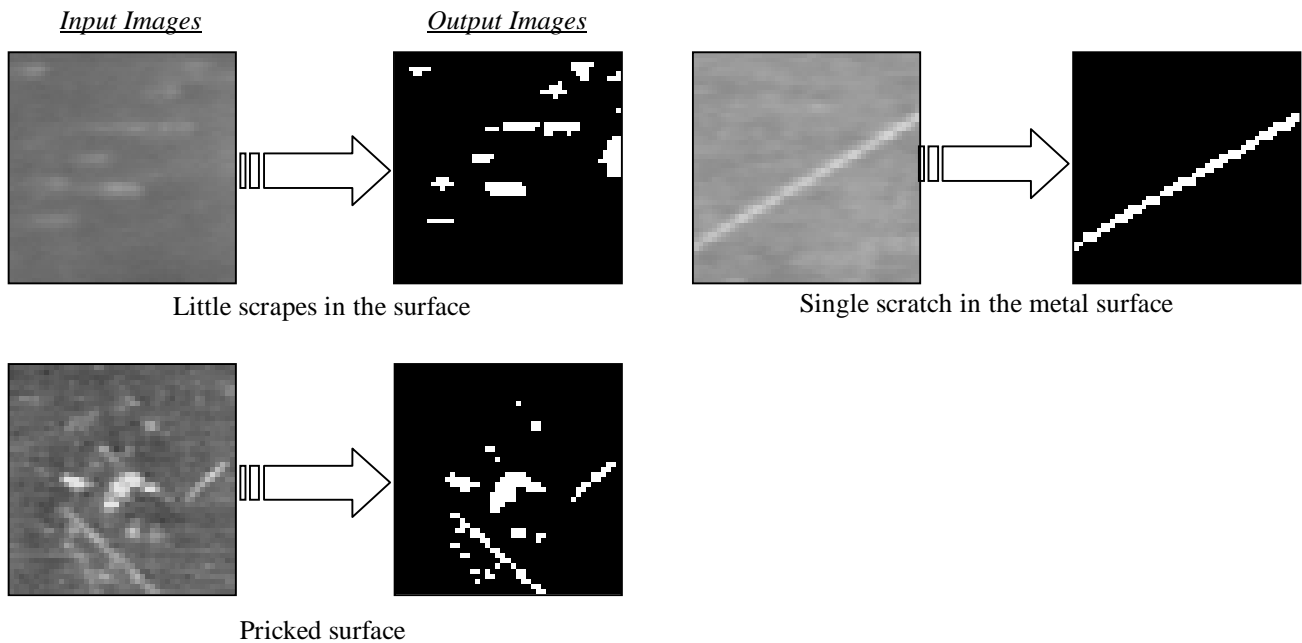 Input Images
Output Images
Little scrapes in the surface
Single scratch in the metal surface
Pricked surface